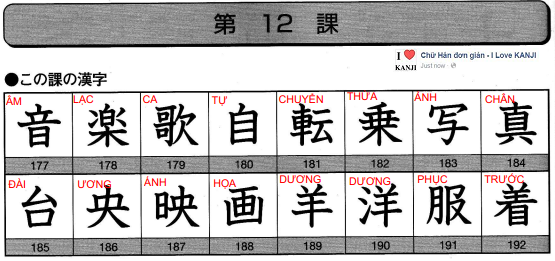 第 12 課
I ❤ KANJI
Chữ Hán đơn giản - I Love KANJI
Just now
●この課の漢字
ÂM LẠC CA TỰ CHUYỂN THỪA ẢNH CHÂN
音 楽 歌 自 転 乗 写 真
177 178 179 180 181 182 183 184
ĐÀI ƯƠNG ÁNH HỌA DƯƠNG DƯƠNG PHỤC TRƯỚC
台 央 映 画 羊 洋 服 着
185 186 187 188 189 190 191 192